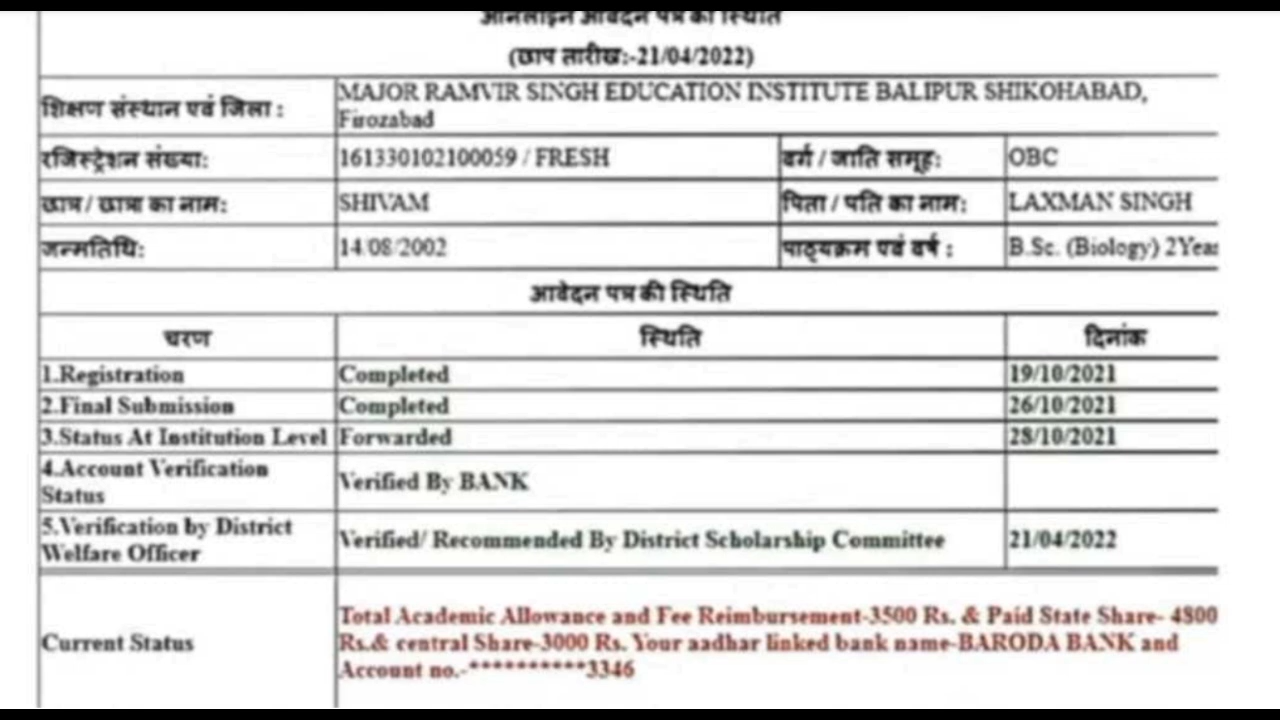 ऑनलाइन आवेदन पत्र की स्थिति
(छाप तारीख:-21/04/2022)
शिक्षण संस्थान एवं जिला :
MAJOR RAMVIR SINGH EDUCATION INSTITUTE BALIPUR SHIKOHABAD,
Firozabad
रजिस्ट्रेशन संख्या: 161330102100059 / FRESH वर्ग / जाति समूह: OBC
छात्र / छात्रा का नाम: SHIVAM पिता / पति का नाम: LAXMAN SINGH
जन्मतिथि: 14/08/2002 पाठ्यक्रम एवं वर्ष : B.Sc. (Biology) 2Year
आवेदन पत्र की स्थिति
चरण स्थिति दिनांक
1.Registration Completed 19/10/2021
2.Final Submission Completed 26/10/2021
3.Status At Institution Level Forwarded 28/10/2021
4.Account Verification
Status
Verified By BANK
5.Verification by District
Welfare Officer
Verified/ Recommended By District Scholarship Committee 21/04/2022
Current Status
Total Academic Allowance and Fee Reimbursement-3500 Rs. & Paid State Share- 4800
Rs.& central Share-3000 Rs. Your aadhar linked bank name-BARODA BANK and
Account no.-**********3346